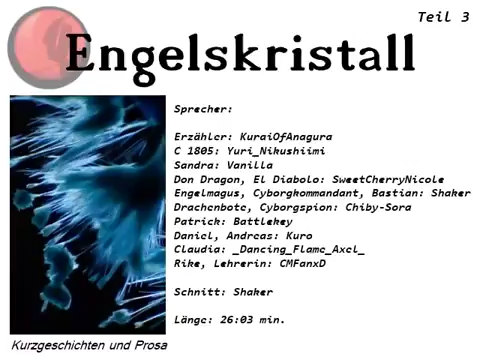 Teil 3
Engelskristall
Sprecher:
Erzähler: KuraiOfAnagura
C 1805: Yuri_Nikushiimi
Sandra: Vanilla
Don Dragon, El Diabolo: SweetCherryNicole
Engelmagus, Cyborgkommandant, Bastian: Shaker
Drachenbote, Cyborgspion: Chiby-Sora
Patrick: Battlekey
Daniel, Andreas: Kuro
Claudia: _Dancing_Flame_Axel_
Rike, Lehrerin: CMFanxD
Schnitt: Shaker
Länge: 26:03 min.
Kurzgeschichten und Prosa